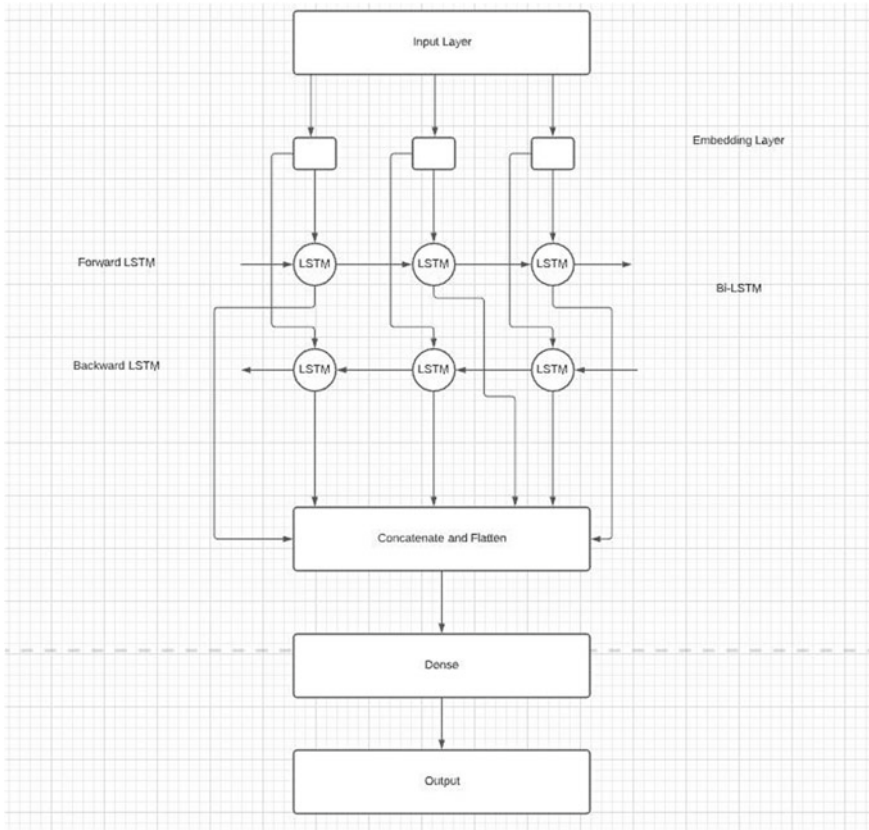 Input Layer
Embedding Layer
Forward LSTM
LSTM
LSTM
LSTM
Bi-LSTM
Backward LSTM
LSTM
LSTM
LSTM
Concatenate and Flatten
Dense
Output